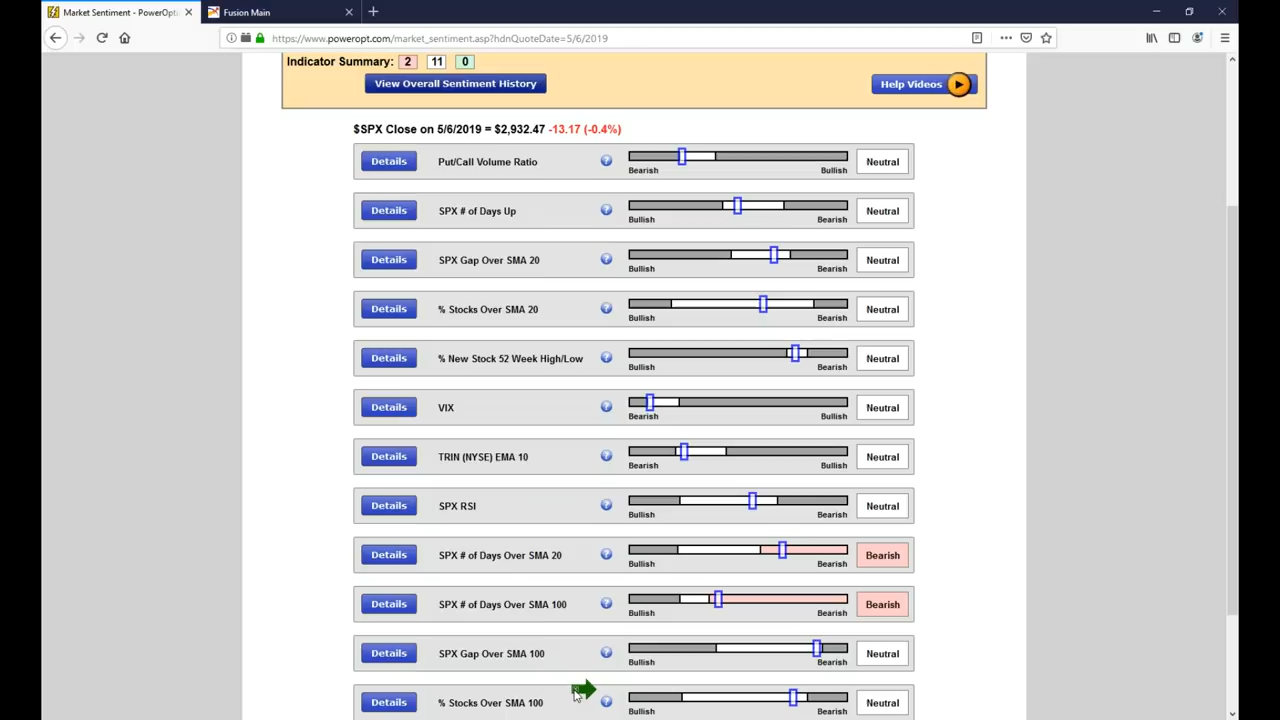 Market Sentiment - PowerOpt
Fusion Main
https://www.poweropt.com/market_sentiment.asp?hdnQuoteDate=5/6/2019
Indicator Summary: 2 11 0
View Overall Sentiment History
Help Videos
$SPX Close on 5/6/2019 = $2,932.47 -13.17 (-0.4%)
Details Put/Call Volume Ratio ? Neutral
Bearish Bullish
Details SPX # of Days Up ? Neutral
Bullish Bearish
Details SPX Gap Over SMA 20 ? Neutral
Bullish Bearish
Details % Stocks Over SMA 20 ? Neutral
Bullish Bearish
Details % New Stock 52 Week High/Low ? Neutral
Bullish Bearish
Details VIX ? Neutral
Bearish Bullish
Details TRIN (NYSE) EMA 10 ? Neutral
Bearish Bullish
Details SPX RSI ? Neutral
Bullish Bearish
Details SPX # of Days Over SMA 20 ? Bearish
Bullish Bearish
Details SPX # of Days Over SMA 100 ? Bearish
Bullish Bearish
Details SPX Gap Over SMA 100 ? Neutral
Bullish Bearish
Details % Stocks Over SMA 100 ? Neutral
Bullish Bearish